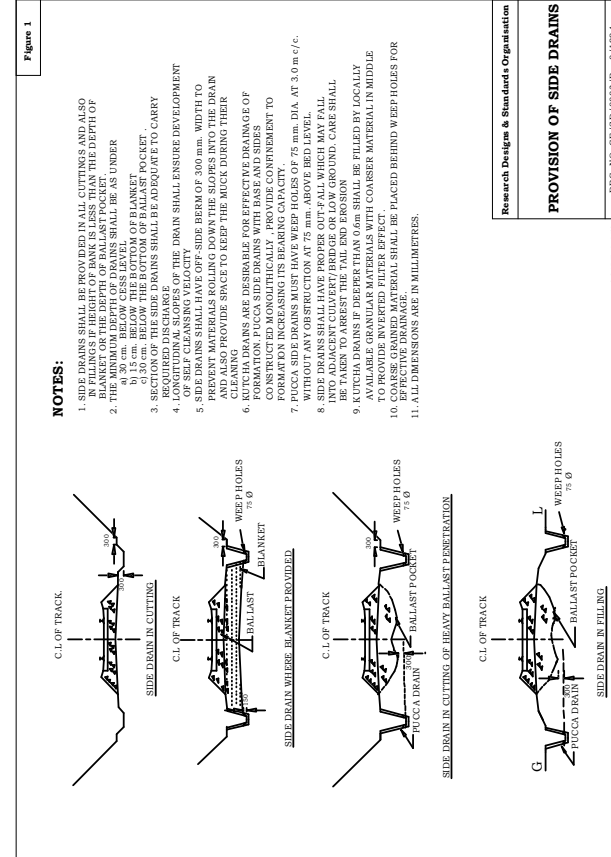 Figure 1
NOTES:
1. SIDE DRAINS SHALL BE PROVIDED IN ALL CUTTINGS AND ALSO
IN FILLINGS IF HEIGHT OF BANK IS LESS THAN THE DEPTH OF
BLANKET OR THE DEPTH OF BALLAST POCKET.
2. THE MINIMUM DEPTH OF DRAINS SHALL BE AS UNDER
a) 30 cm. BELOW CESS LEVEL
b) 15 cm. BELOW THE BOTTOM OF BLANKET
c) 30 cm. BELOW THE BOTTOM OF BALLAST POCKET .
3. SECTION OF THE SIDE DRAINS SHALL BE ADEQUATE TO CARRY
REQUIRED DISCHARGE
4. LONGITUDINAL SLOPES OF THE DRAIN SHALL ENSURE DEVELOPMENT
OF SELF CLEANSING VELOCITY
5. SIDE DRAINS SHALL HAVE OFF-SIDE BERM OF 300 mm. WIDTH TO
PREVENT MATERIALS ROLLING DOWN THE SLOPES INTO THE DRAIN
AND ALSO PROVIDE SPACE TO KEEP THE MUCK DURING THEIR
CLEANING
6. KUTCHA DRAINS ARE DESIRABLE FOR EFFECTIVE DRAINAGE OF
FORMATION. PUCCA SIDE DRAINS WITH BASE AND SIDES
CONSTRUCTED MONOLITHICALLY , PROVIDE CONFINEMENT TO
FORMATION INCREASING ITS BEARING CAPACITY.
7. PUCCA SIDE DRAINS MUST HAVE WEEP HOLES OF 75 mm. DIA. AT 3.0 m c/c.
WITHOUT ANY OBSTRUCTION AT 75 mm. ABOVE BED LEVEL.
8. SIDE DRAINS SHALL HAVE PROPER OUT-FALL WHICH MAY FALL
INTO ADJACENT CULVERT/BRIDGE OR LOW GROUND. CARE SHALL
BE TAKEN TO ARREST THE TAIL END EROSION
9. KUTCHA DRAINS IF DEEPER THAN 0.6m SHALL BE FILLED BY LOCALLY
AVAILABLE GRANULAR MATERIALS WITH COARSER MATERIAL IN MIDDLE
TO PROVIDE INVERTED FILTER EFFECT.
10. COARSE GRAINED MATERIAL SHALL BE PLACED BEHIND WEEP HOLES FOR
EFFECTIVE DRAINAGE.
11. ALL DIMENSIONS ARE IN MILLIMETRES.
C.L OF TRACK.
300
300
SIDE DRAIN IN CUTTING
C.L OF TRACK
300
150
WEEP HOLES
75 Ø
BALLAST
BLANKET
SIDE DRAIN WHERE BLANKET PROVIDED
C.L OF TRACK
300
WEEP HOLES
75 Ø
300
BALLAST POCKET
PUCCA DRAIN
SIDE DRAIN IN CUTTING OF HEAVY BALLAST PENETRATION
C.L OF TRACK
G
L
WEEP HOLES
75 Ø
300
BALLAST POCKET
PUCCA DRAIN
SIDE DRAIN IN FILLING
Research Designs & Standards Organisation
PROVISION OF SIDE DRAINS